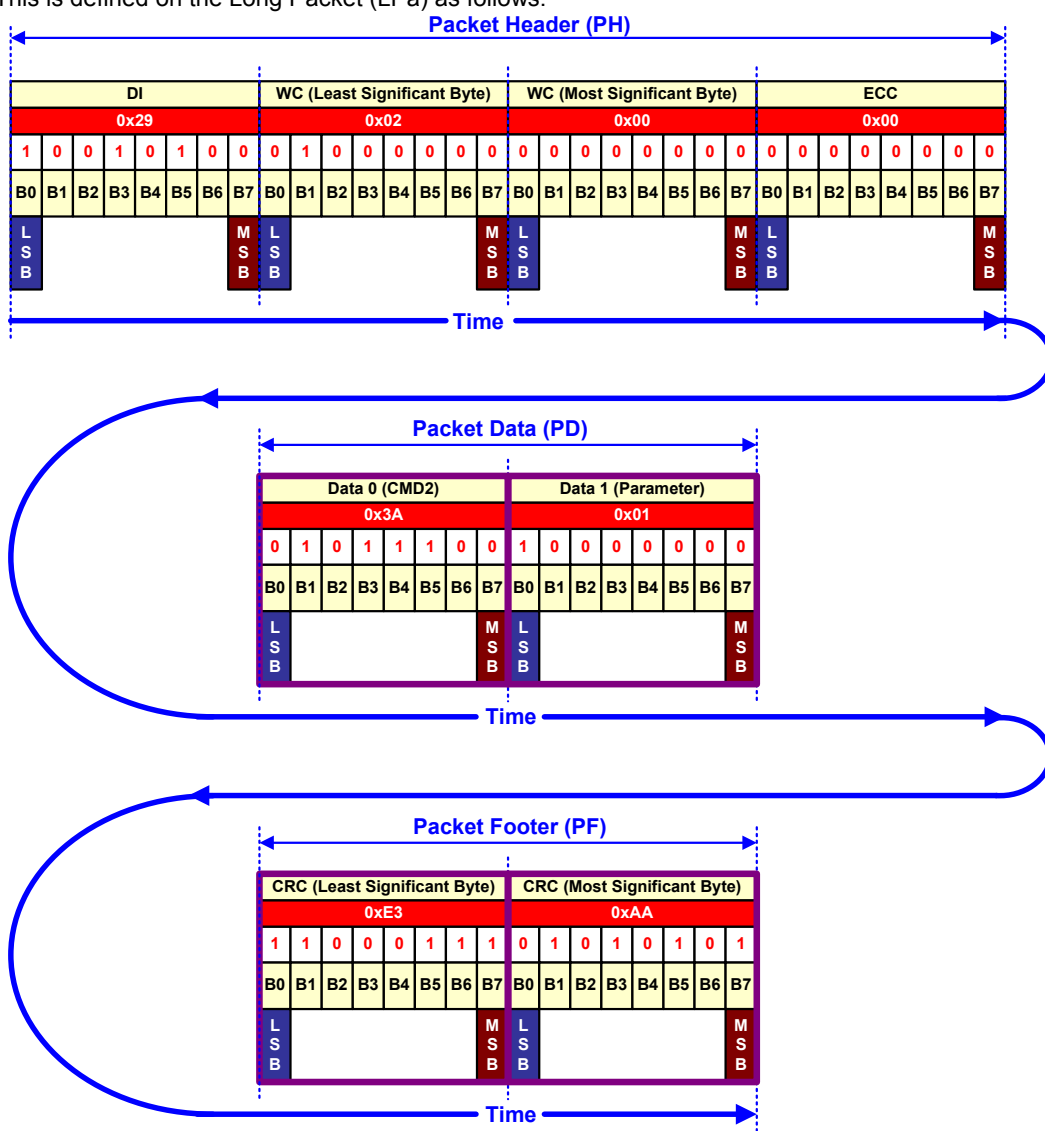 This is defined on the Long Packet (LPa) as follows:
Packet Header (PH)
DI WC (Least Significant Byte) WC (Most Significant Byte) ECC
0x29 0x02 0x00 0x00
1 0 0 1 0 1 0 0 0 1 0 0 0 0 0 0 0 0 0 0 0 0 0 0 0 0 0 0 0 0 0 0
B0 B1 B2 B3 B4 B5 B6 B7 B0 B1 B2 B3 B4 B5 B6 B7 B0 B1 B2 B3 B4 B5 B6 B7 B0 B1 B2 B3 B4 B5 B6 B7
LSB MSB LSB MSB LSB MSB LSB MSB
Time
Packet Data (PD)
Data 0 (CMD2) Data 1 (Parameter)
0x3A 0x01
0 1 0 1 1 1 0 0 1 0 0 0 0 0 0 0
B0 B1 B2 B3 B4 B5 B6 B7 B0 B1 B2 B3 B4 B5 B6 B7
LSB MSB LSB MSB
Time
Packet Footer (PF)
CRC (Least Significant Byte) CRC (Most Significant Byte)
0xE3 0xAA
1 1 0 0 0 1 1 1 0 1 0 1 0 1 0 1
B0 B1 B2 B3 B4 B5 B6 B7 B0 B1 B2 B3 B4 B5 B6 B7
LSB MSB LSB MSB
Time